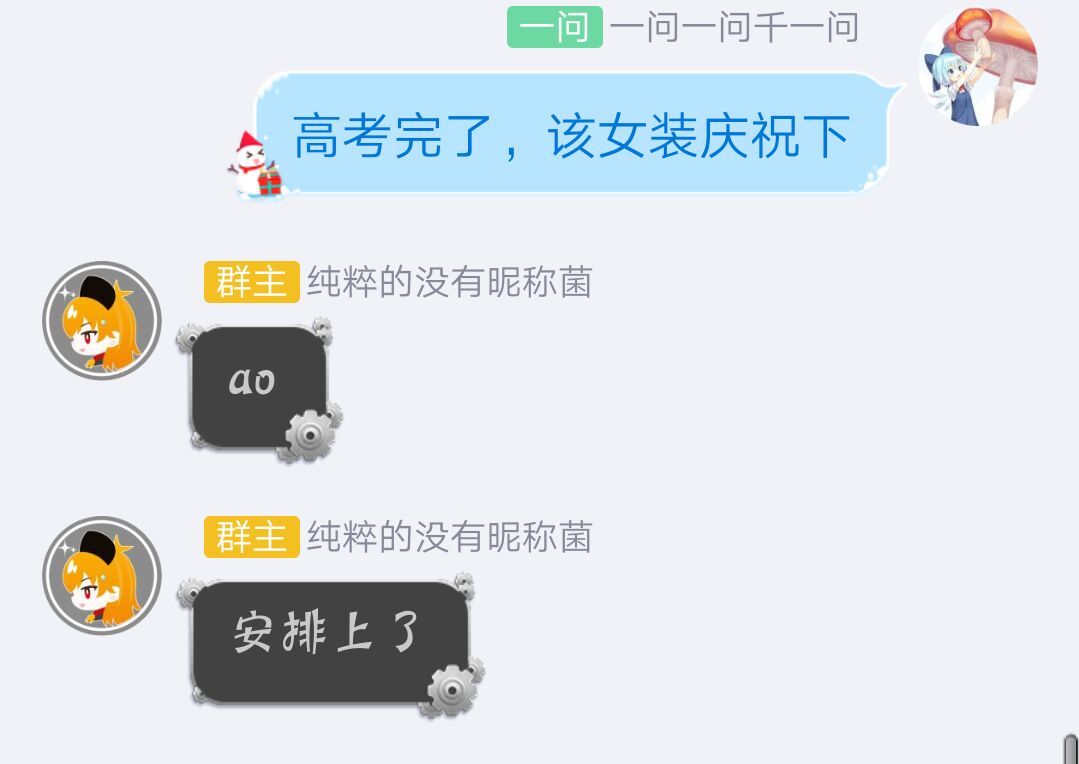 一问 一问一问千一问
高考完了，该女装庆祝下
群主 纯粹的没有昵称菌
ao
群主 纯粹的没有昵称菌
安排上了